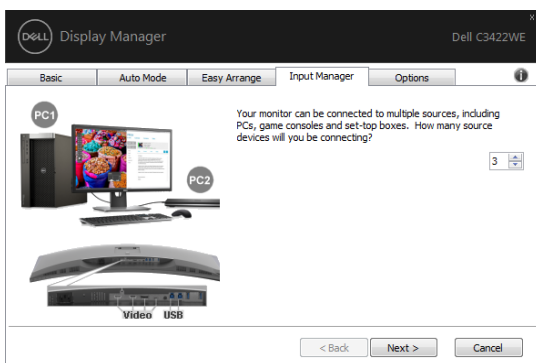 DELL Display Manager
Dell C3422WE
x
Basic
Auto Mode
Easy Arrange
Input Manager
Options
i
PC1
PC2
Your monitor can be connected to multiple sources, including
PCs, game consoles and set-top boxes. How many source
devices will you be connecting?
3
Video USB
< Back
Next >
Cancel